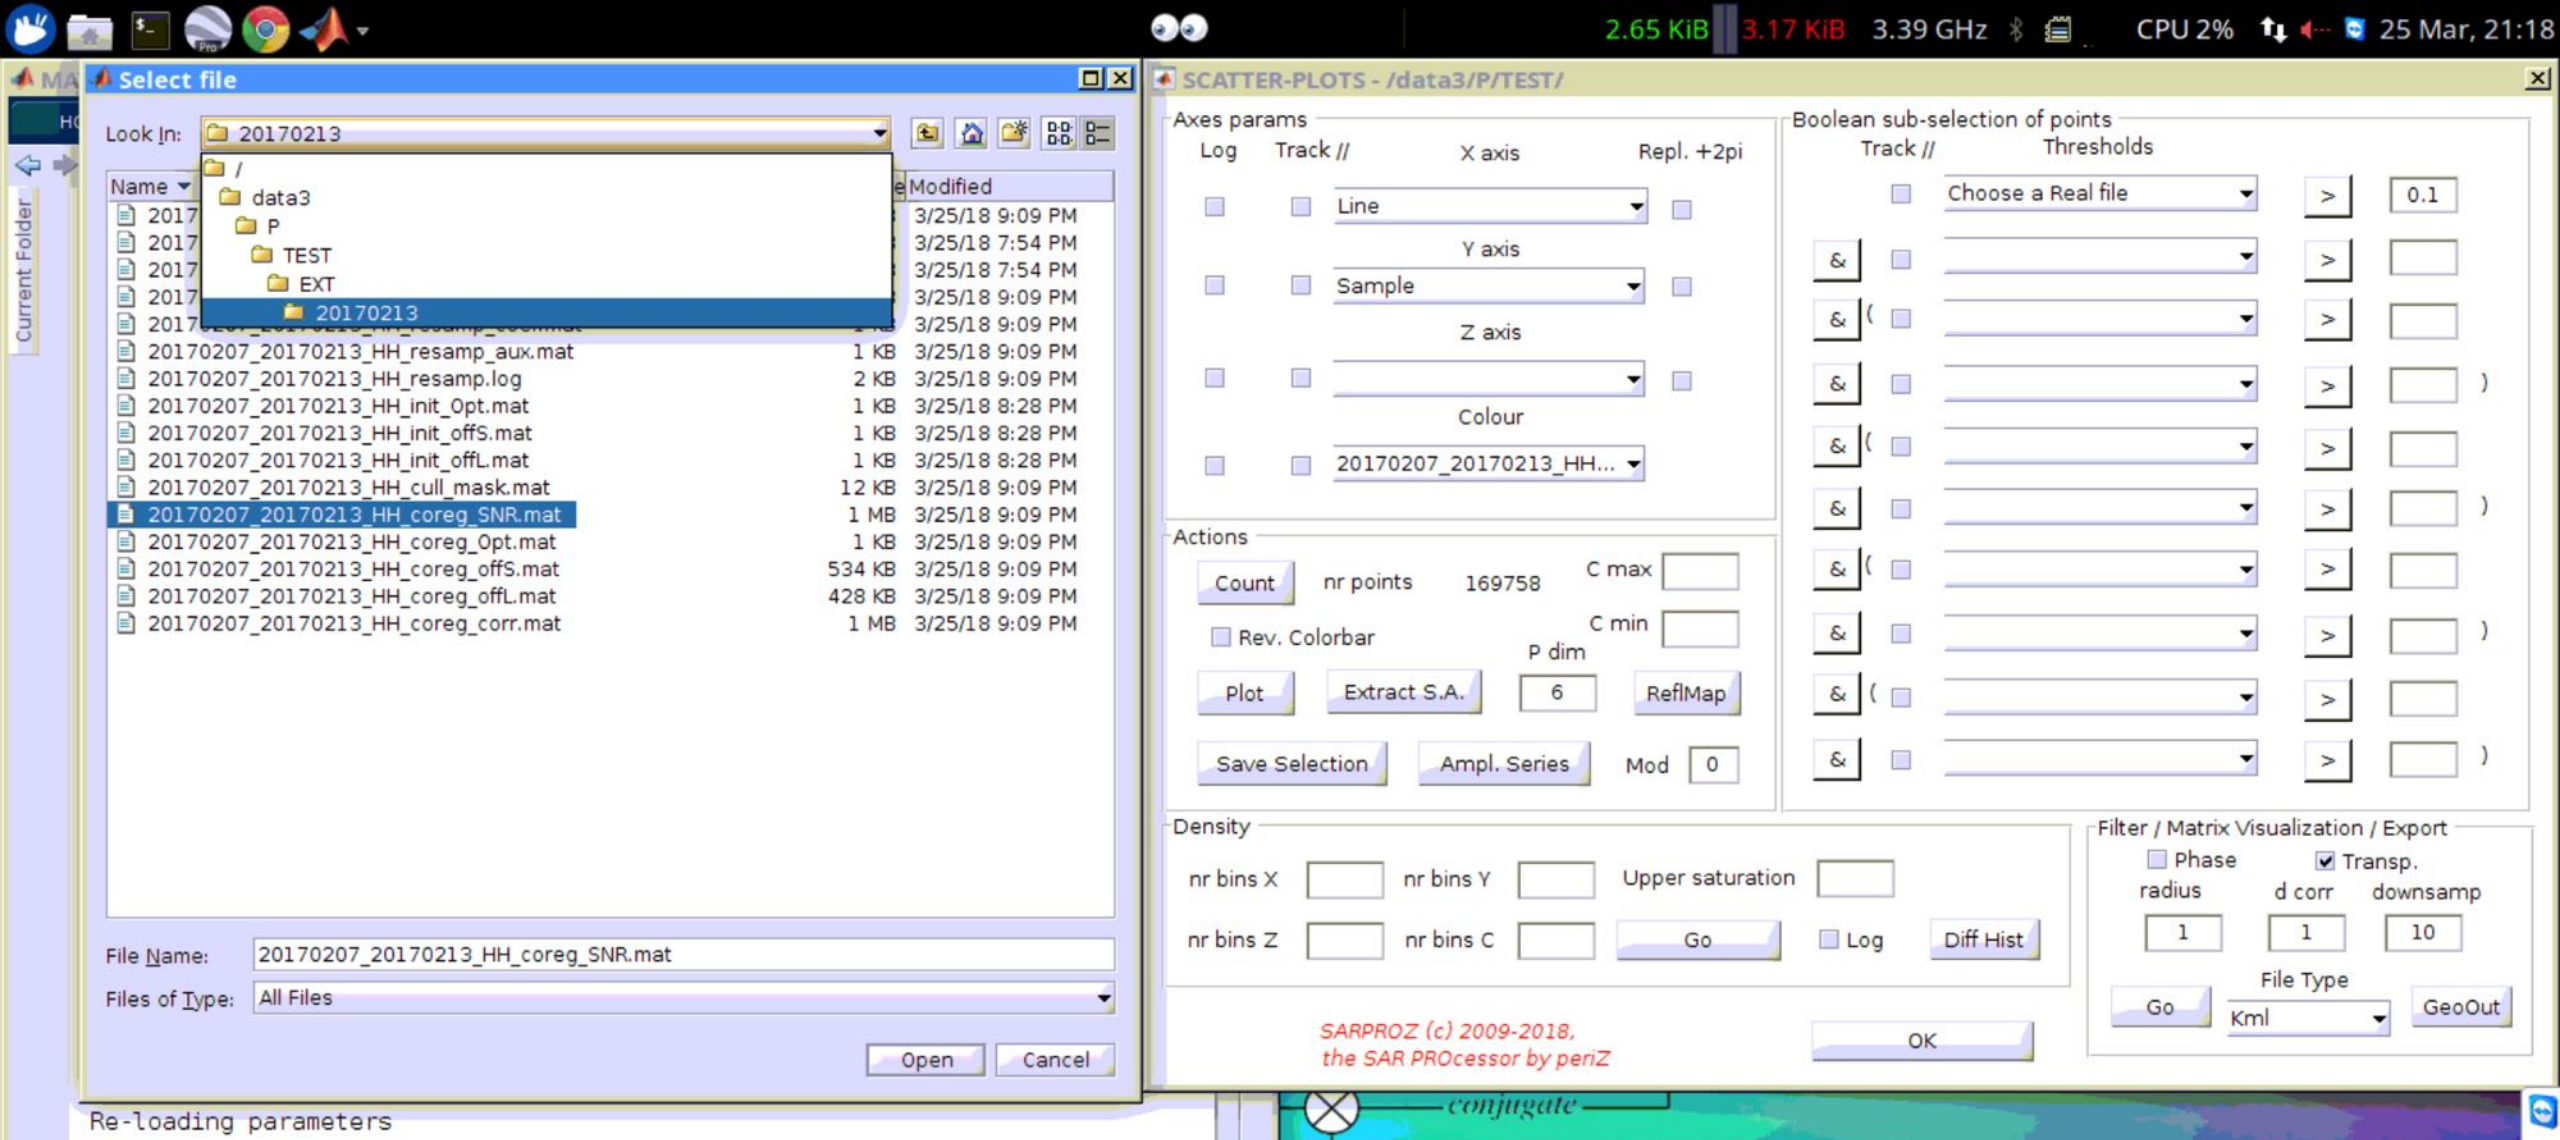 2.65 KiB 3.17 KiB 3.39 GHz CPU 2% 25 Mar, 21:18
$_
Pro
MA
HO
Current Folder
Select file
Look In: 20170213
/
data3
P
TEST
EXT
20170213
Name e Modified
2017 3/25/18 9:09 PM
2017 3/25/18 7:54 PM
2017 3/25/18 7:54 PM
2017 3/25/18 9:09 PM
3/25/18 9:09 PM
20170207_20170213_HH_resamp_aux.mat 1 KB 3/25/18 9:09 PM
20170207_20170213_HH_resamp.log 2 KB 3/25/18 9:09 PM
20170207_20170213_HH_init_Opt.mat 1 KB 3/25/18 8:28 PM
20170207_20170213_HH_init_offS.mat 1 KB 3/25/18 8:28 PM
20170207_20170213_HH_init_offL.mat 1 KB 3/25/18 8:28 PM
20170207_20170213_HH_cull_mask.mat 12 KB 3/25/18 9:09 PM
20170207_20170213_HH_coreg_SNR.mat 1 MB 3/25/18 9:09 PM
20170207_20170213_HH_coreg_Opt.mat 1 KB 3/25/18 9:09 PM
20170207_20170213_HH_coreg_offS.mat 534 KB 3/25/18 9:09 PM
20170207_20170213_HH_coreg_offL.mat 428 KB 3/25/18 9:09 PM
20170207_20170213_HH_coreg_corr.mat 1 MB 3/25/18 9:09 PM
File Name: 20170207_20170213_HH_coreg_SNR.mat
Files of Type: All Files
Open Cancel
Re-loading parameters
SCATTER-PLOTS - /data3/P/TEST/
Axes params
Log Track // X axis Repl. +2pi
Line
Y axis
Sample
Z axis
Colour
20170207_20170213_HH...
Actions
Count nr points 169758 C max
Rev. Colorbar C min
P dim
Plot Extract S.A. 6 ReflMap
Save Selection Ampl. Series Mod 0
Boolean sub-selection of points
Track // Thresholds
Choose a Real file > 0.1
& >
& ( >
& > )
& ( >
& > )
& ( >
& > )
& ( >
& > )
Density
nr bins X nr bins Y Upper saturation
nr bins Z nr bins C Go Log Diff Hist
Filter / Matrix Visualization / Export
Phase Transp.
radius d corr downsamp
1 1 10
File Type
Go Kml GeoOut
SARPROZ (c) 2009-2018,
the SAR PROcessor by periZ
OK
conjugate